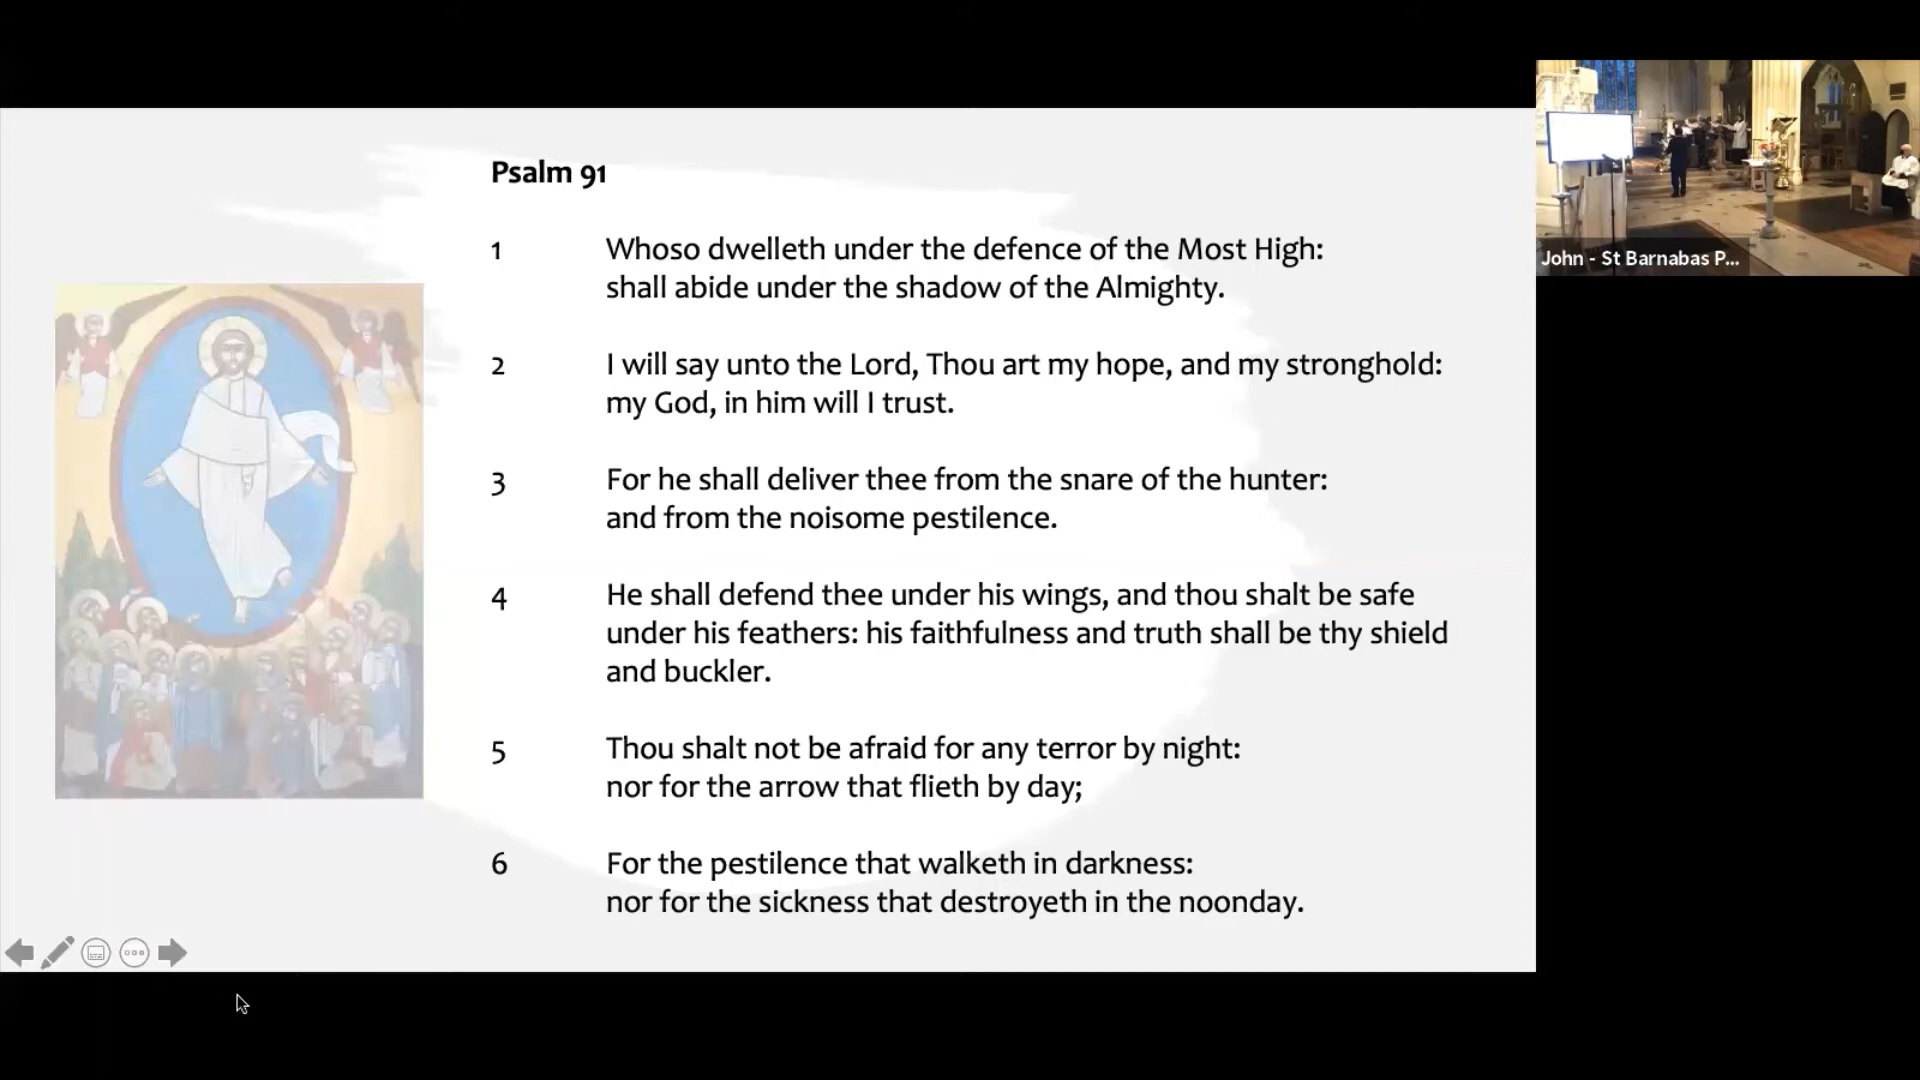 Psalm 91
1 Whoso dwelleth under the defence of the Most High:
shall abide under the shadow of the Almighty.
2 I will say unto the Lord, Thou art my hope, and my stronghold:
my God, in him will I trust.
3 For he shall deliver thee from the snare of the hunter:
and from the noisome pestilence.
4 He shall defend thee under his wings, and thou shalt be safe
under his feathers: his faithfulness and truth shall be thy shield
and buckler.
5 Thou shalt not be afraid for any terror by night:
nor for the arrow that flieth by day;
6 For the pestilence that walketh in darkness:
nor for the sickness that destroyeth in the noonday.
John - St Barnabas P...